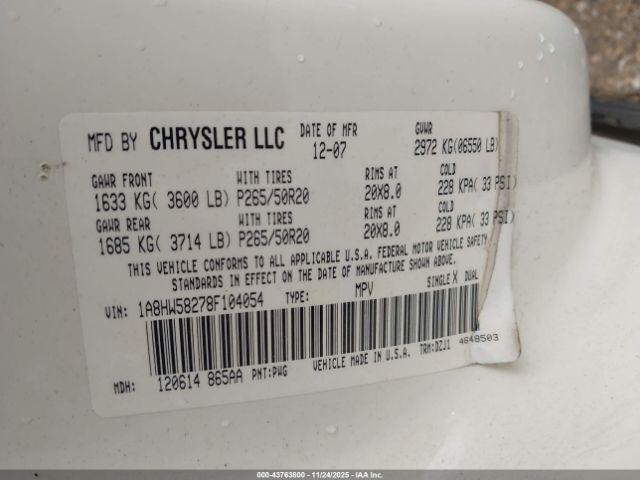 MFD BY CHRYSLER LLC DATE OF MFR 12-07 GVWR 2972 KG(06550 LB)
GAWR FRONT WITH TIRES RIMS AT COLD
1633 KG( 3600 LB) P265/50R20 20X8.0 228 KPA( 33 PSI)
GAWR REAR WITH TIRES RIMS AT COLD
1685 KG( 3714 LB) P265/50R20 20X8.0 228 KPA( 33 PSI)
THIS VEHICLE CONFORMS TO ALL APPLICABLE U.S.A. FEDERAL MOTOR VEHICLE SAFETY
STANDARDS IN EFFECT ON THE DATE OF MANUFACTURE SHOWN ABOVE.
VIN: 1A8HW58278F104054 TYPE: MPV SINGLE X DUAL
MDH: 120614 865AA PNT:PWG VEHICLE MADE IN U.S.A. TRM:DZJ1 4648503
000-43763800 - 11/24/2025 - IAAI.COM